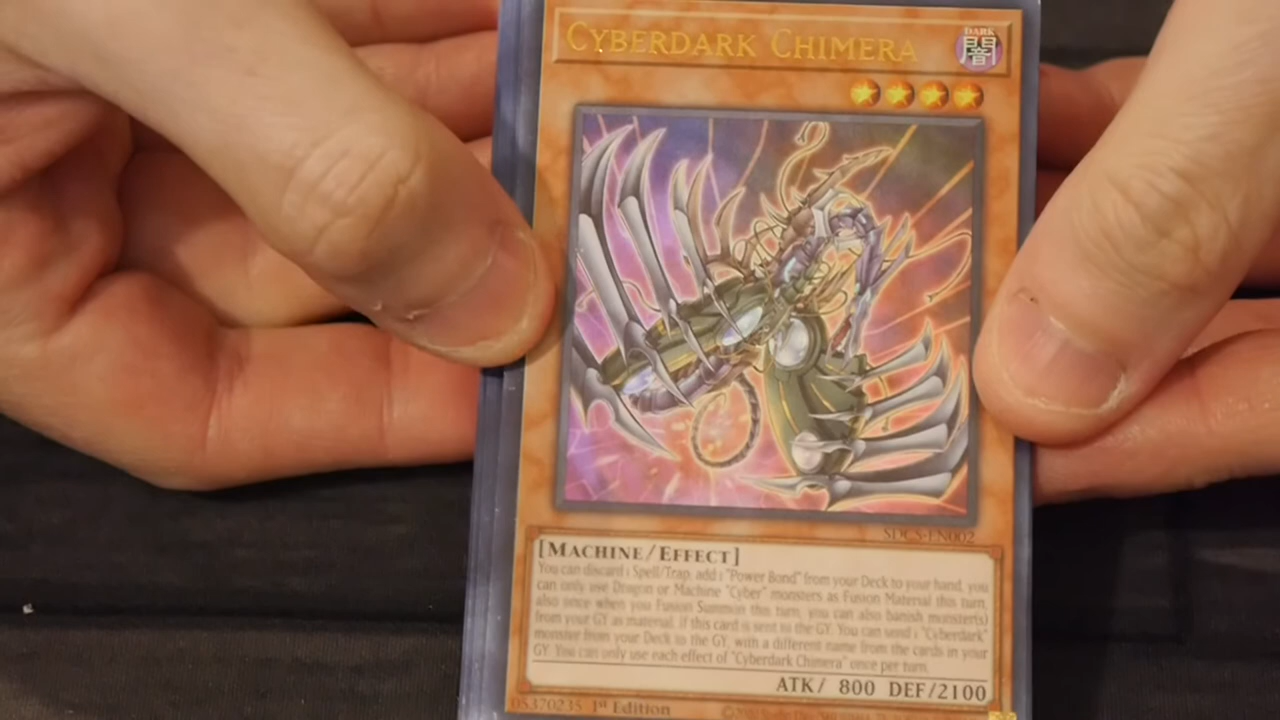 CYBERDARK CHIMERA
DARK
闇
SDCS-EN002
[MACHINE/EFFECT]
You can discard 1 Spell/Trap; add 1 "Power Bond" from your Deck to your hand, you
can only use Dragon or Machine "Cyber" monsters as Fusion Material this turn,
also once when you Fusion Summon this turn, you can also banish monster(s)
from your GY as material. If this card is sent to the GY: You can send 1 "Cyberdark"
monster from your Deck to the GY, with a different name from the cards in your
GY. You can only use each effect of "Cyberdark Chimera" once per turn.
ATK/ 800 DEF/2100
05370235 1st Edition